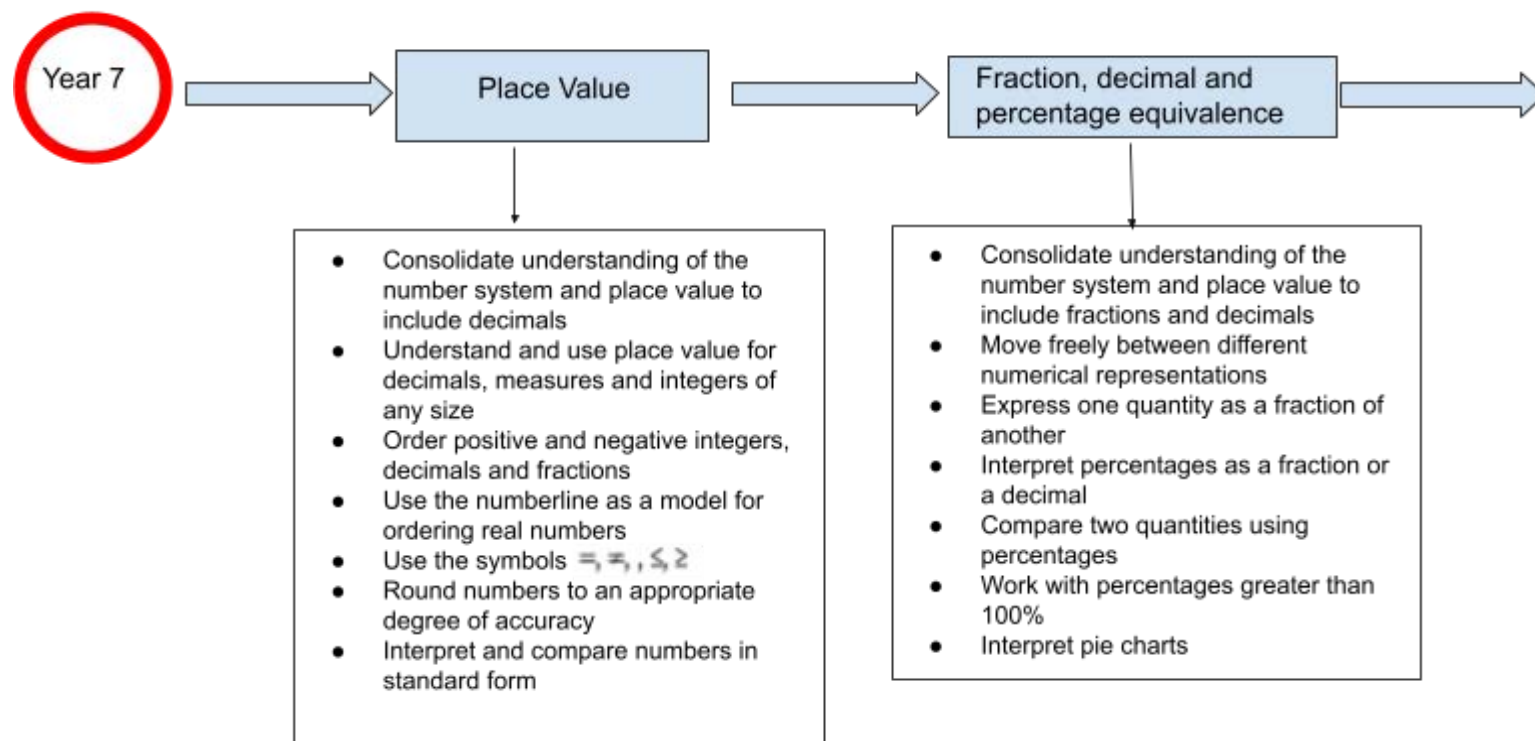 Year 7
Place Value
Fraction, decimal and
percentage equivalence
● Consolidate understanding of the
number system and place value to
include decimals
● Understand and use place value for
decimals, measures and integers of
any size
● Order positive and negative integers,
decimals and fractions
● Use the numberline as a model for
ordering real numbers
● Use the symbols =, ≠, , ≤, ≥
● Round numbers to an appropriate
degree of accuracy
● Interpret and compare numbers in
standard form
● Consolidate understanding of the
number system and place value to
include fractions and decimals
● Move freely between different
numerical representations
● Express one quantity as a fraction of
another
● Interpret percentages as a fraction or
a decimal
● Compare two quantities using
percentages
● Work with percentages greater than
100%
● Interpret pie charts